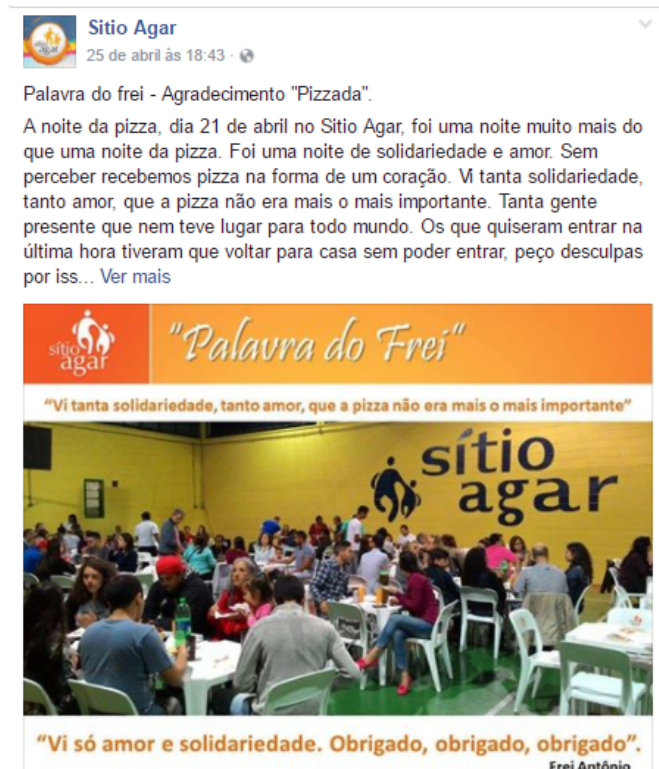 Sitio Agar
25 de abril às 18:43
Palavra do frei - Agradecimento "Pizzada".
A noite da pizza, dia 21 de abril no Sitio Agar, foi uma noite muito mais do
que uma noite da pizza. Foi uma noite de solidariedade e amor. Sem
perceber recebemos pizza na forma de um coração. Vi tanta solidariedade,
tanto amor, que a pizza não era mais o mais importante. Tanta gente
presente que nem teve lugar para todo mundo. Os que quiseram entrar na
última hora tiveram que voltar para casa sem poder entrar, peço desculpas
por iss... Ver mais
sítio
agar
"Palavra do Frei"
"Vi tanta solidariedade, tanto amor, que a pizza não era mais o mais importante"
sítio
agar
"Vi só amor e solidariedade. Obrigado, obrigado, obrigado".
Frei Antônio